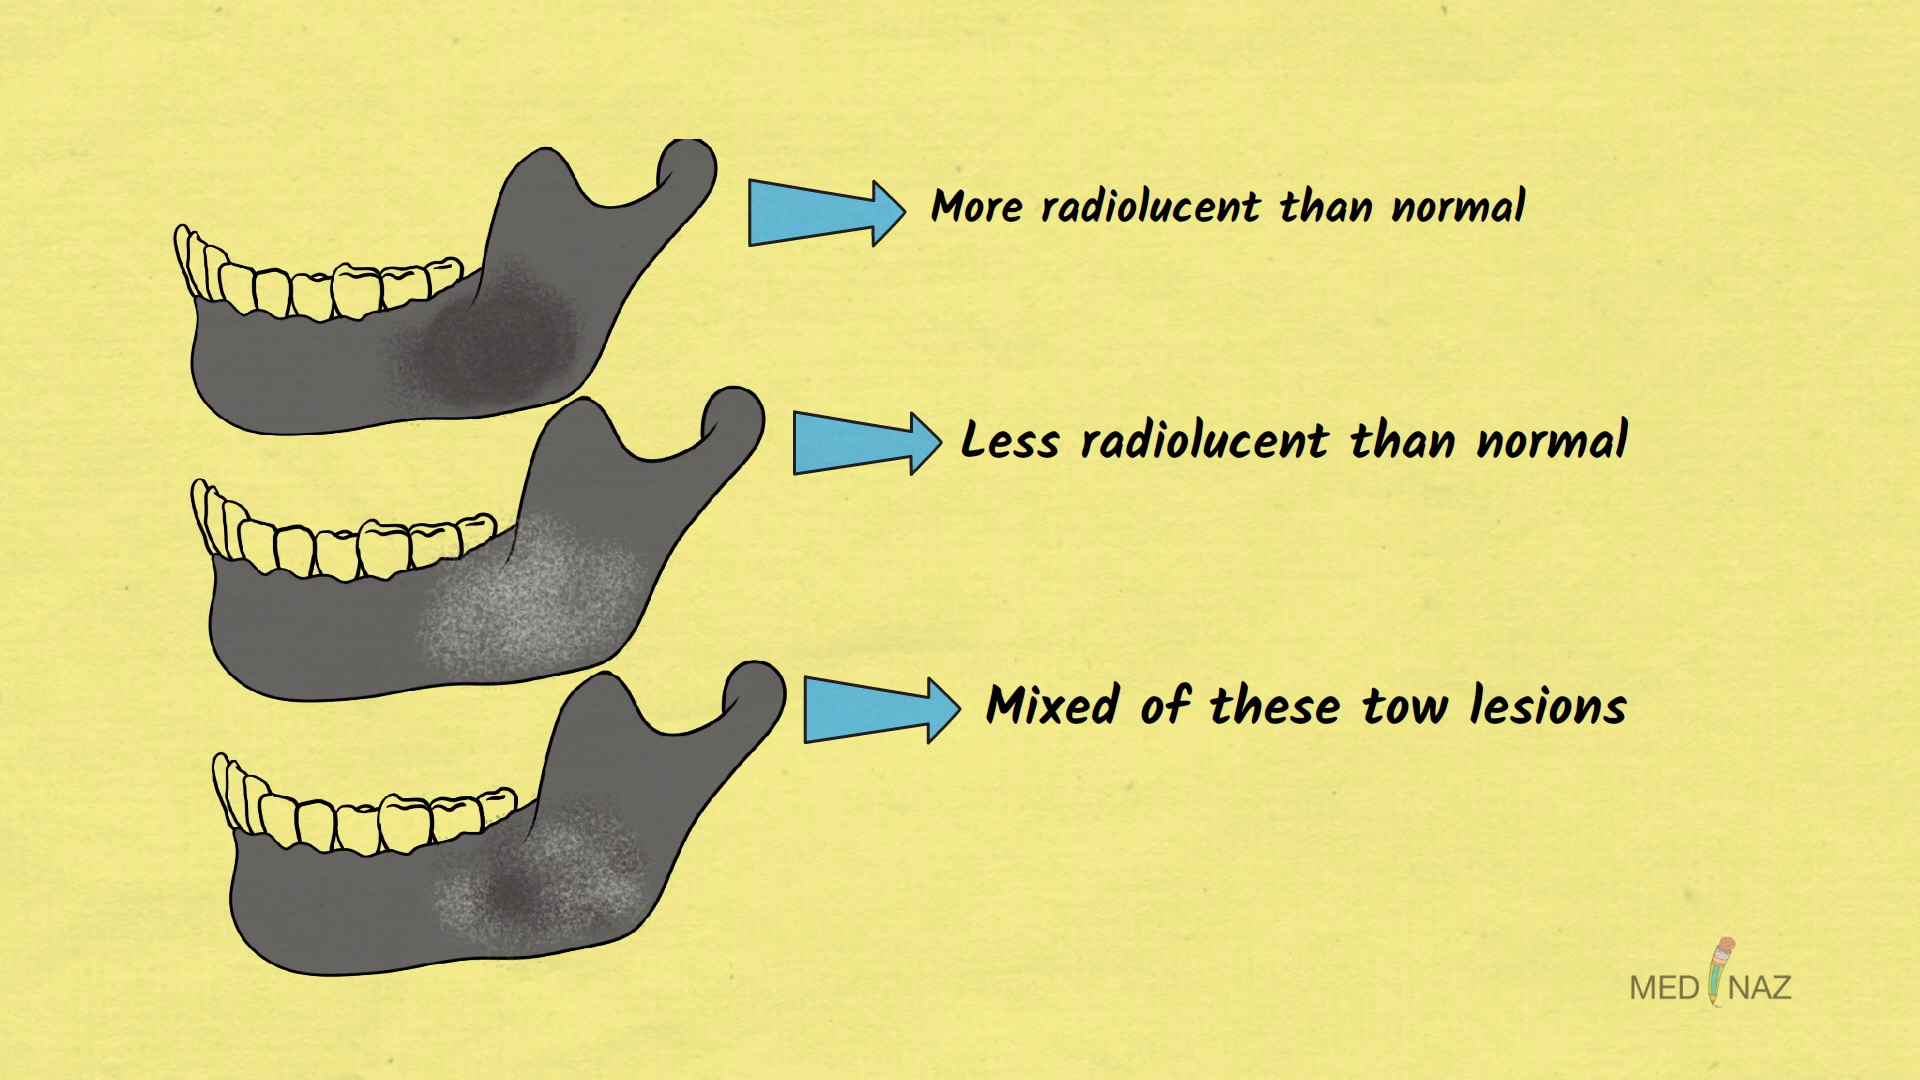 More radiolucent than normal
Less radiolucent than normal
Mixed of these tow lesions
MED NAZ